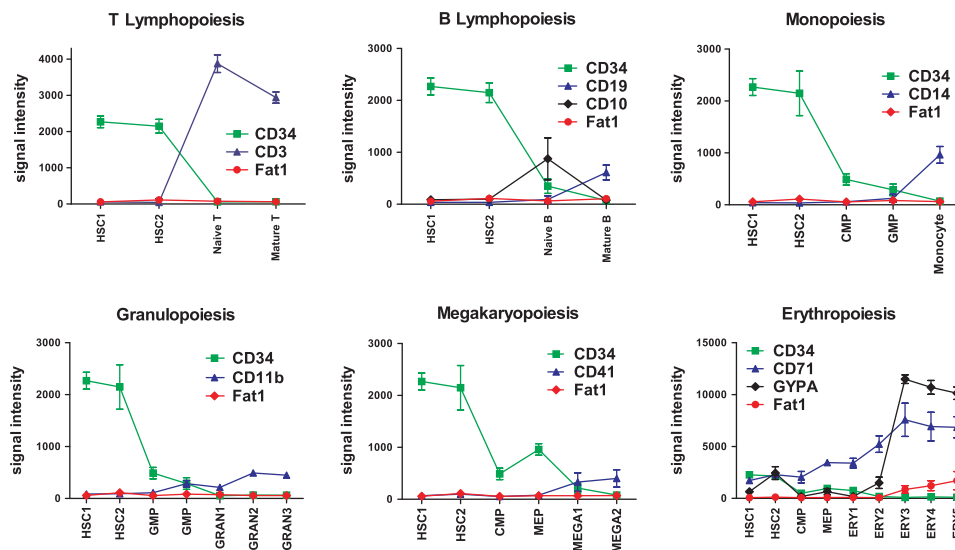 T Lymphopoiesis
signal intensity
4000
3000
2000
1000
0
CD34
CD3
Fat1
HSC1
HSC2
Naive T
Mature T
B Lymphopoiesis
signal intensity
3000
2000
1000
0
CD34
CD19
CD10
Fat1
HSC1
HSC2
Naive B
Mature B
Monopoiesis
signal intensity
3000
2000
1000
0
CD34
CD14
Fat1
HSC1
HSC2
CMP
GMP
Monocyte
Granulopoiesis
signal intensity
3000
2000
1000
0
CD34
CD11b
Fat1
HSC1
HSC2
GMP
GMP
GRAN1
GRAN2
GRAN3
Megakaryopoiesis
signal intensity
3000
2000
1000
0
CD34
CD41
Fat1
HSC1
HSC2
CMP
MEP
MEGA1
MEGA2
Erythropoiesis
signal intensity
15000
10000
5000
0
CD34
CD71
GYPA
Fat1
HSC1
HSC2
CMP
MEP
ERY1
ERY2
ERY3
ERY4